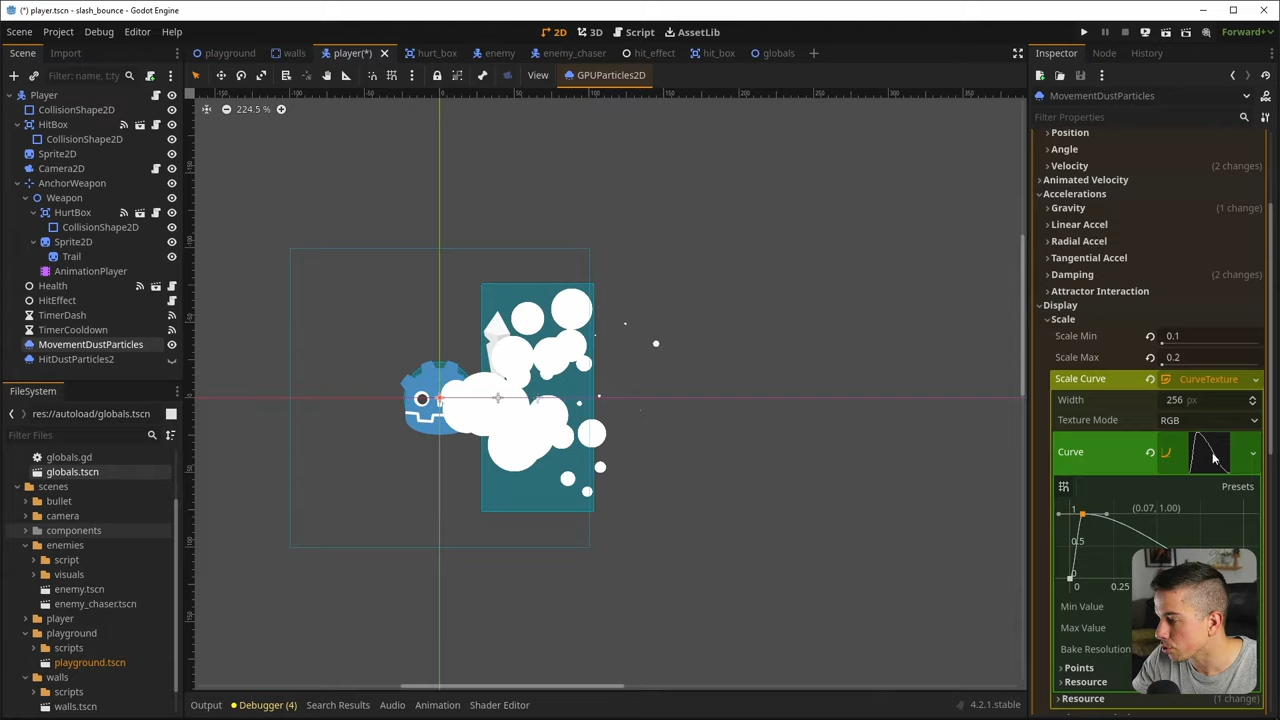 (*) player.tscn - slash_bounce - Godot Engine
Scene Project Debug Editor Help
2D 3D Script AssetLib
Forward+
Scene Import
playground walls player(*) hurt_box enemy enemy_chaser hit_effect hit_box globals
Inspector Node History
Filter: name, t:ty
View GPUParticles2D
224.5 %
Player
CollisionShape2D
HitBox
CollisionShape2D
Sprite2D
Camera2D
AnchorWeapon
Weapon
HurtBox
CollisionShape2D
Sprite2D
Trail
AnimationPlayer
Health
HitEffect
TimerDash
TimerCooldown
MovementDustParticles
HitDustParticles2
FileSystem
res://autoload/globals.tscn
Filter Files
globals.gd
globals.tscn
scenes
bullet
camera
components
enemies
script
visuals
enemy.tscn
enemy_chaser.tscn
player
playground
scripts
playground.tscn
walls
scripts
walls.tscn
Output Debugger (4) Search Results Audio Animation Shader Editor
4.2.1.stable
MovementDustParticles
Filter Properties
Position
Angle
Velocity (2 changes)
Animated Velocity
Accelerations
Gravity (1 change)
Linear Accel
Radial Accel
Tangential Accel
Damping (2 changes)
Attractor Interaction
Display
Scale
Scale Min 0.1
Scale Max 0.2
Scale Curve CurveTexture
Width 256 px
Texture Mode RGB
Curve
Presets
(0.07, 1.00)
1
0.5
0
0 0.25
Min Value
Max Value
Bake Resolution
Points
Resource
Resource (1 change)